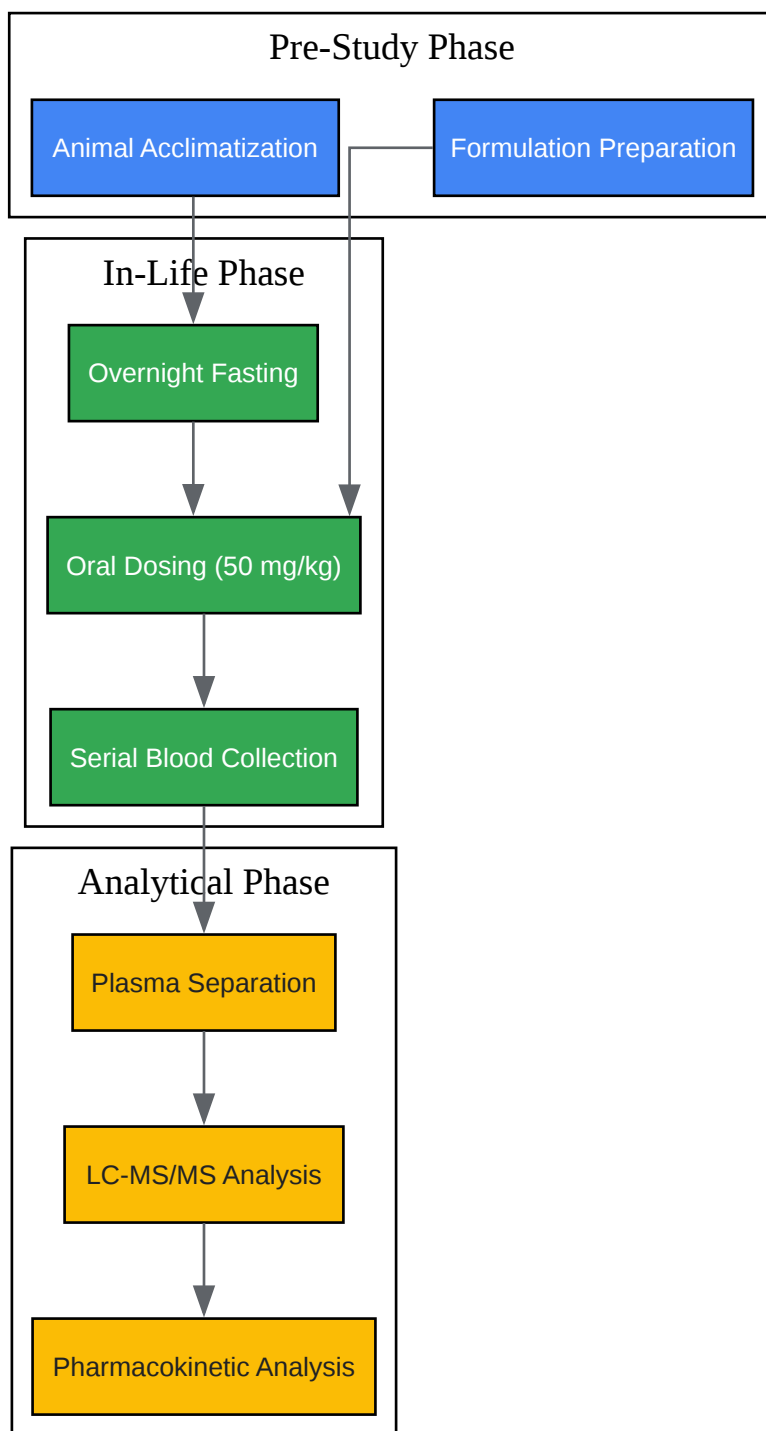 Pre-Study Phase
Animal Acclimatization
Formulation Preparation
In-Life Phase
Overnight Fasting
Oral Dosing (50 mg/kg)
Serial Blood Collection
Analytical Phase
Plasma Separation
LC-MS/MS Analysis
Pharmacokinetic Analysis